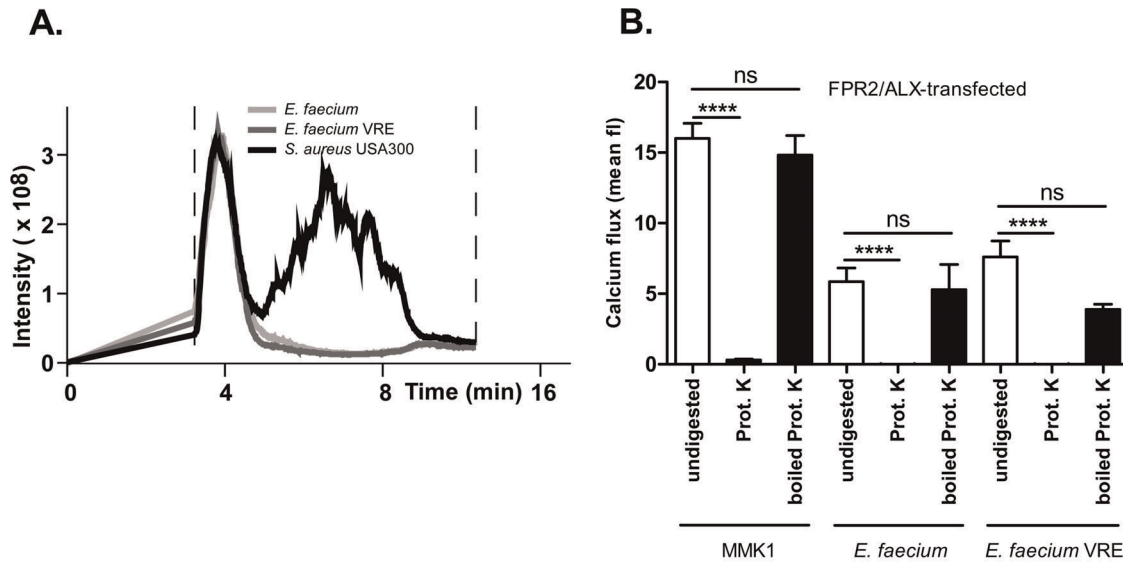 A.
E. faecium
E. faecium VRE
S. aureus USA300
Intensity ( x 108)
3
2
1
0
0 4 8 Time (min) 16
B.
FPR2/ALX-transfected
Calcium flux (mean fl)
20
15
10
5
0
ns
****
ns
****
ns
****
undigested
Prot. K
boiled Prot. K
undigested
Prot. K
boiled Prot. K
undigested
Prot. K
boiled Prot. K
MMK1
E. faecium
E. faecium VRE